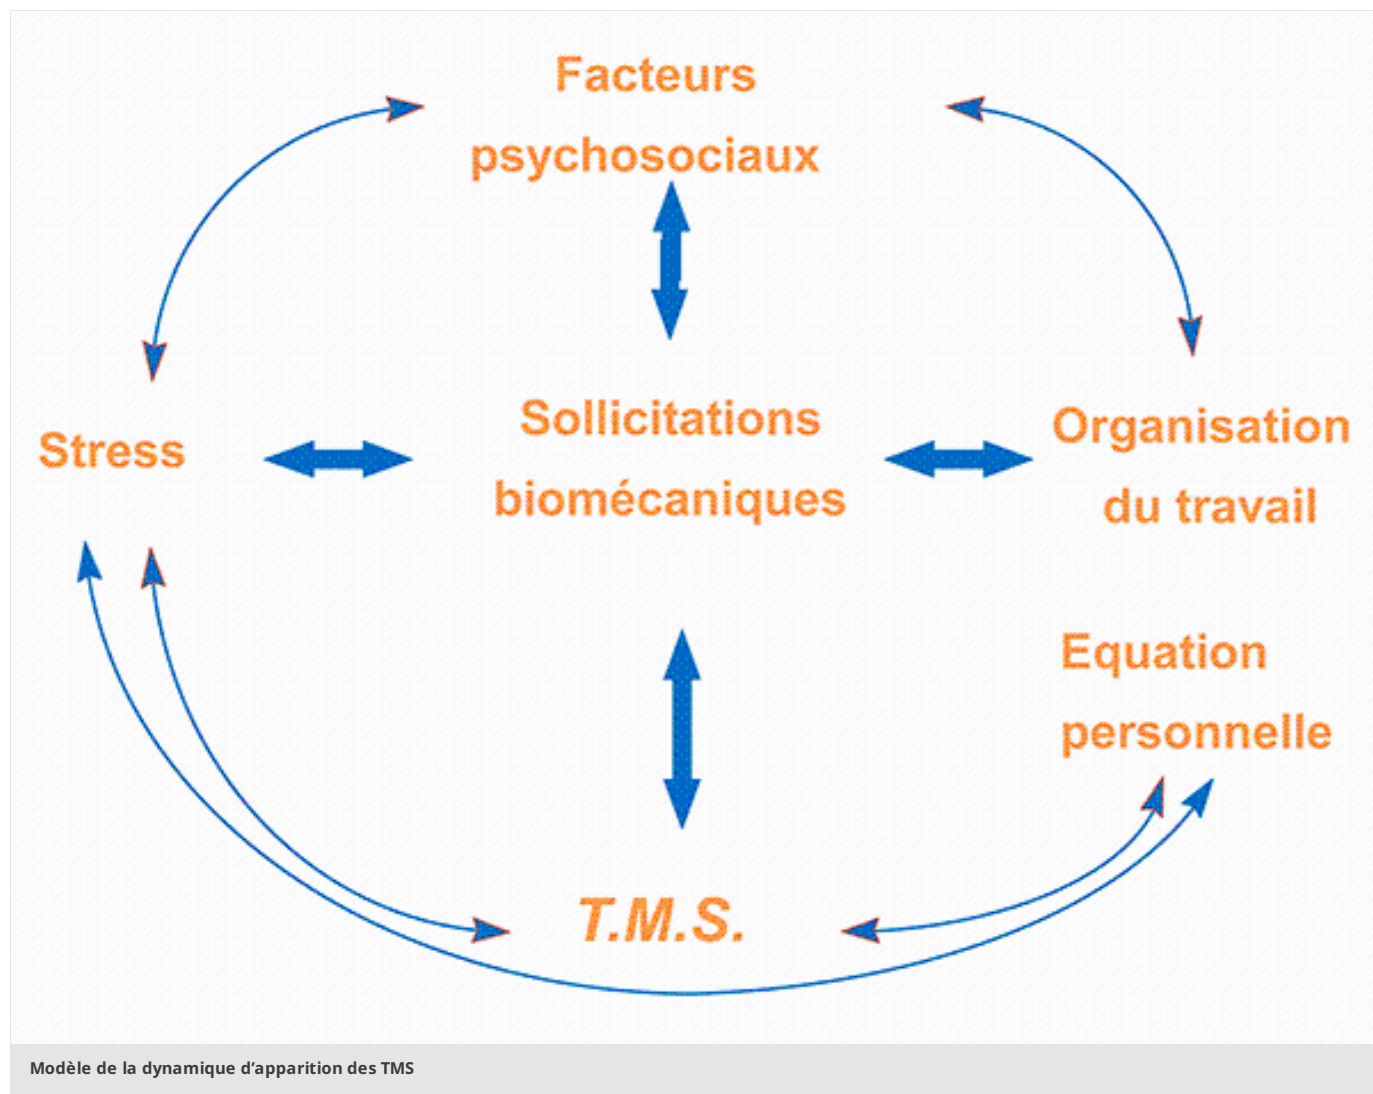 Facteurs
psychosociaux
Stress
Sollicitations
biomécaniques
Organisation
du travail
Equation
personnelle
T.M.S.
Modèle de la dynamique d’apparition des TMS